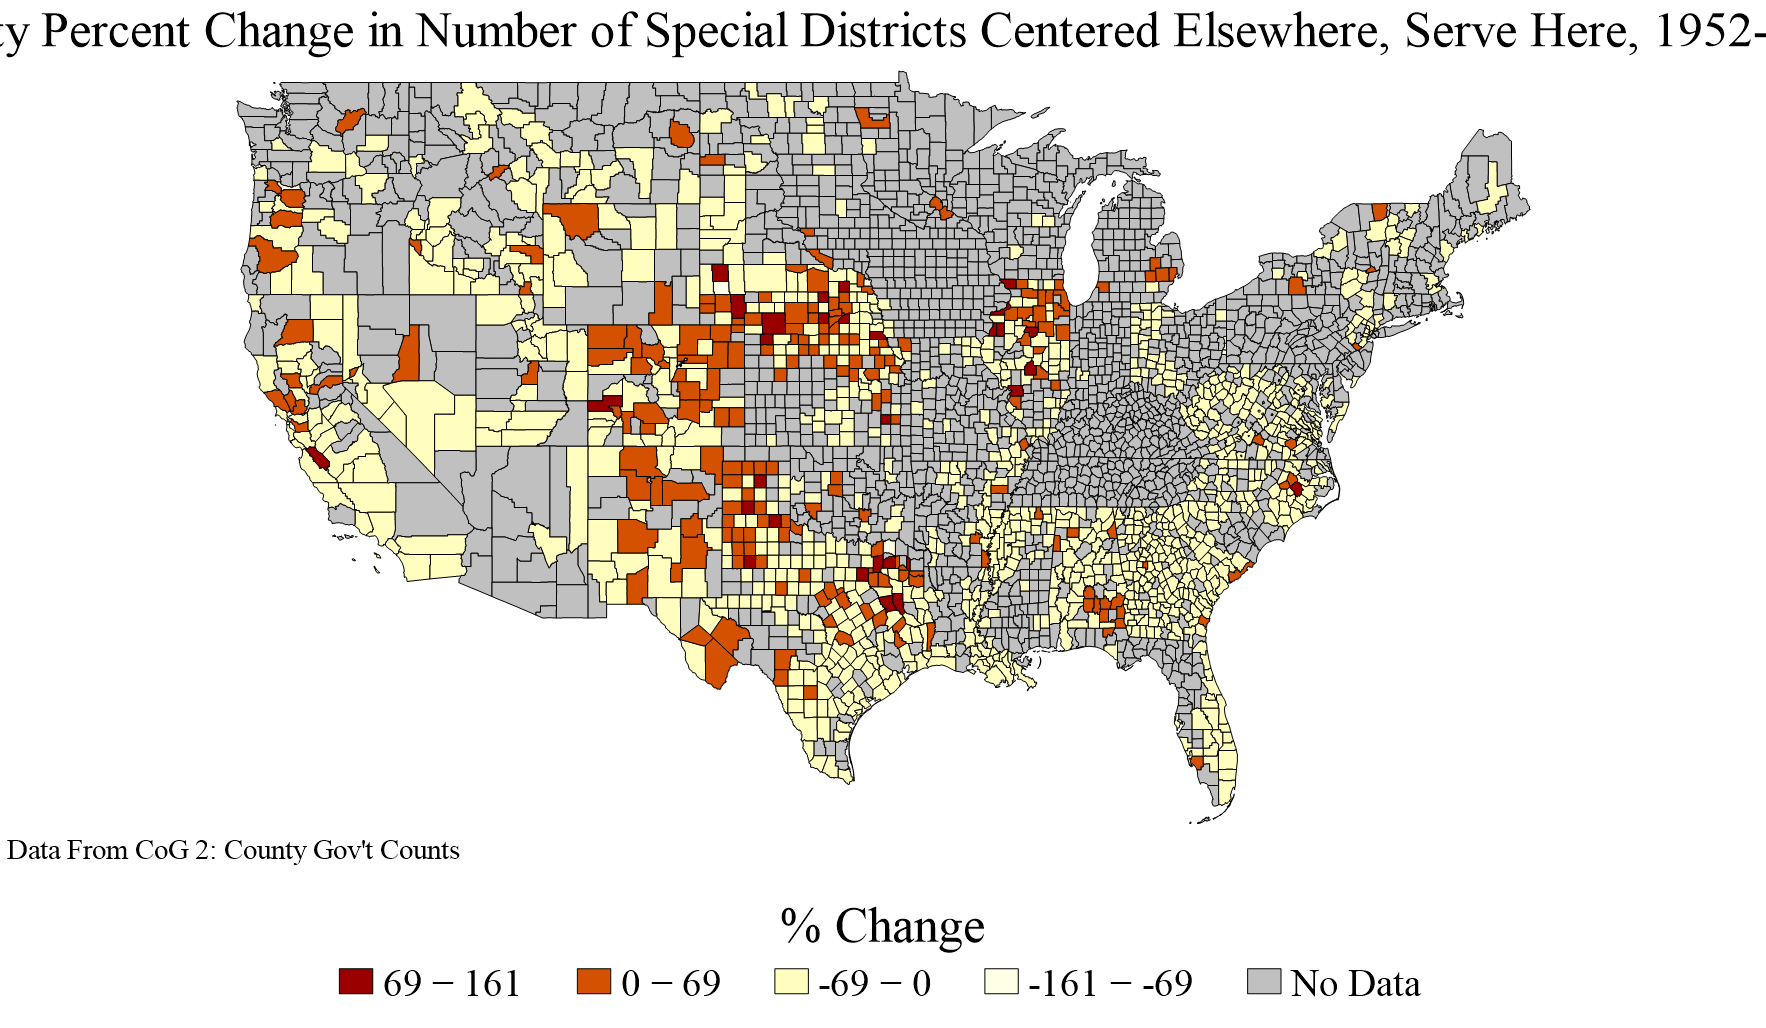 ty Percent Change in Number of Special Districts Centered Elsewhere, Serve Here, 1952-
Data From CoG 2: County Gov't Counts
% Change
69 − 161 0 − 69 -69 − 0 -161 − -69 No Data